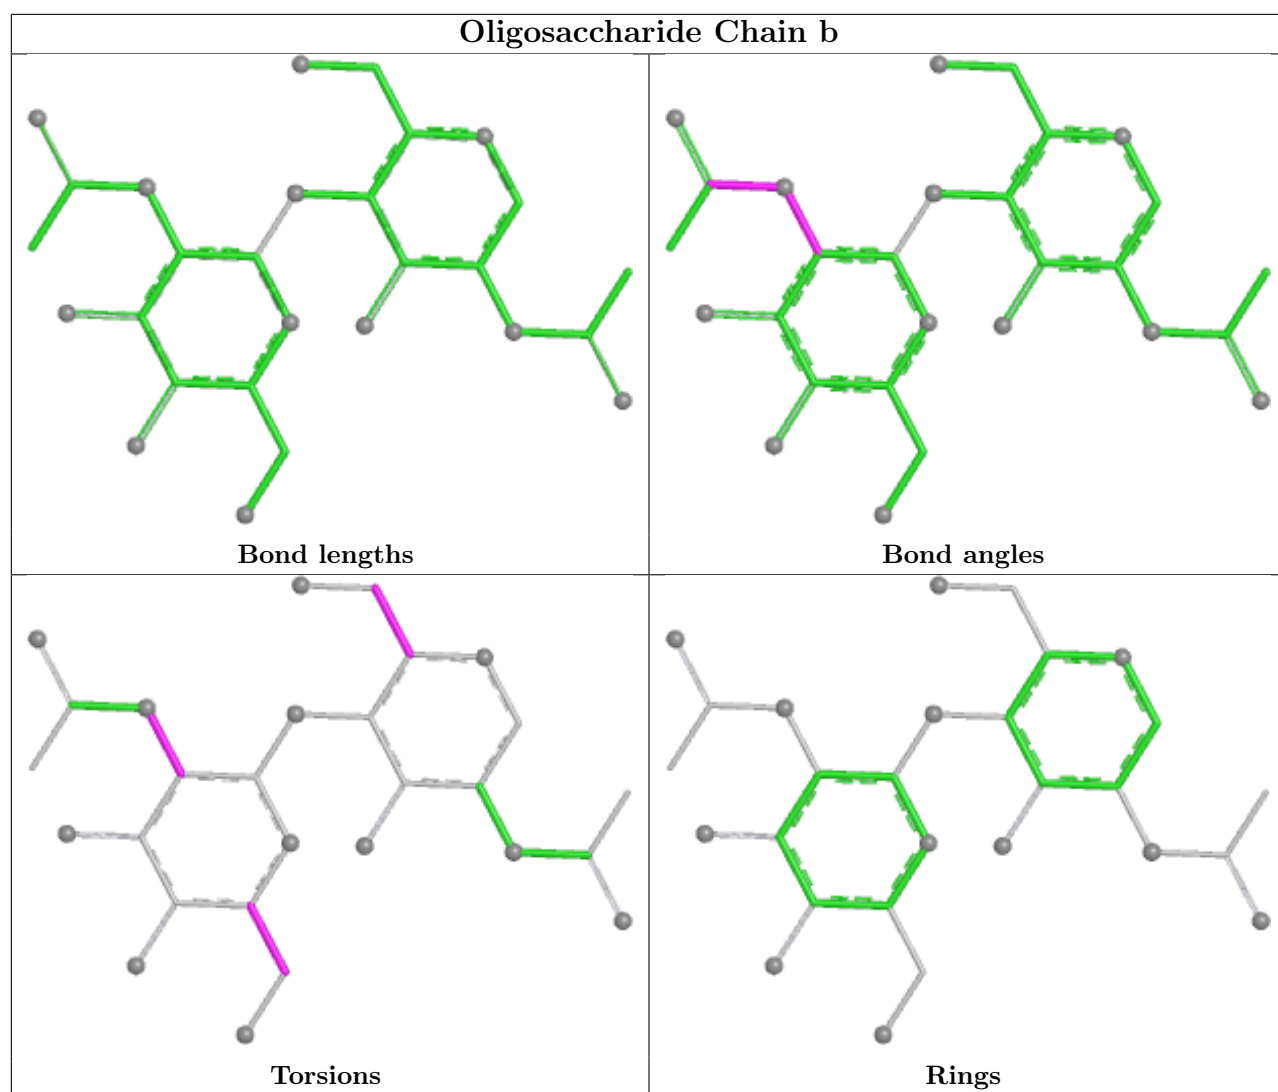 Oligosaccharide Chain b
Bond lengths
Bond angles
Torsions
Rings